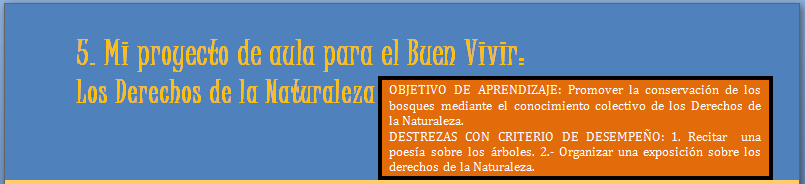 5. Mi proyecto de aula para el Buen Vivir:
Los Derechos de la Naturaleza
OBJETIVO DE APRENDIZAJE: Promover la conservación de los
bosques mediante el conocimiento colectivo de los Derechos de
la Naturaleza.
DESTREZAS CON CRITERIO DE DESEMPEÑO: 1. Recitar una
poesía sobre los árboles. 2.- Organizar una exposición sobre los
derechos de la Naturaleza.